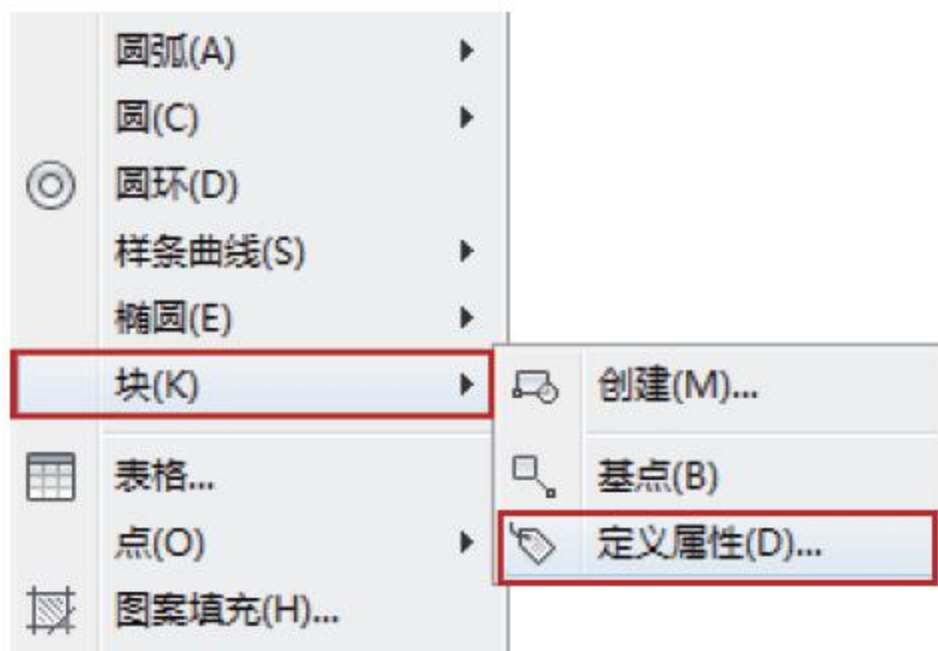 圆弧(A)
圆(C)
圆环(D)
样条曲线(S)
椭圆(E)
块(K)
创建(M)...
表格...
基点(B)
点(O)
定义属性(D)...
图案填充(H)...